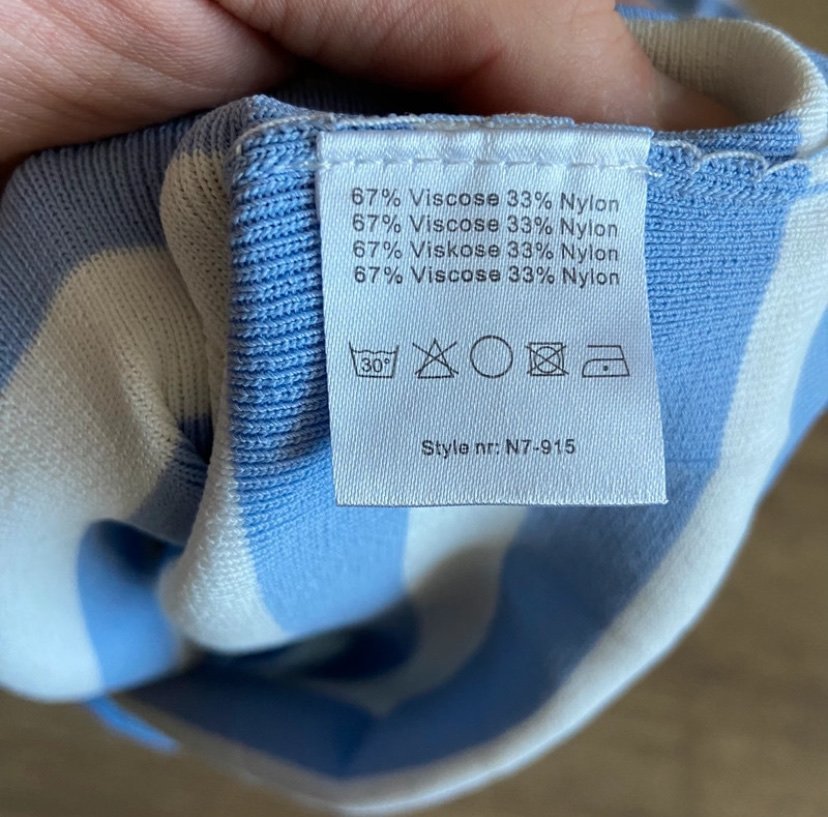 67% Viscose 33% Nylon
67% Viscose 33% Nylon
67% Viskose 33% Nylon
67% Viscose 33% Nylon
30°
Style nr: N7-915